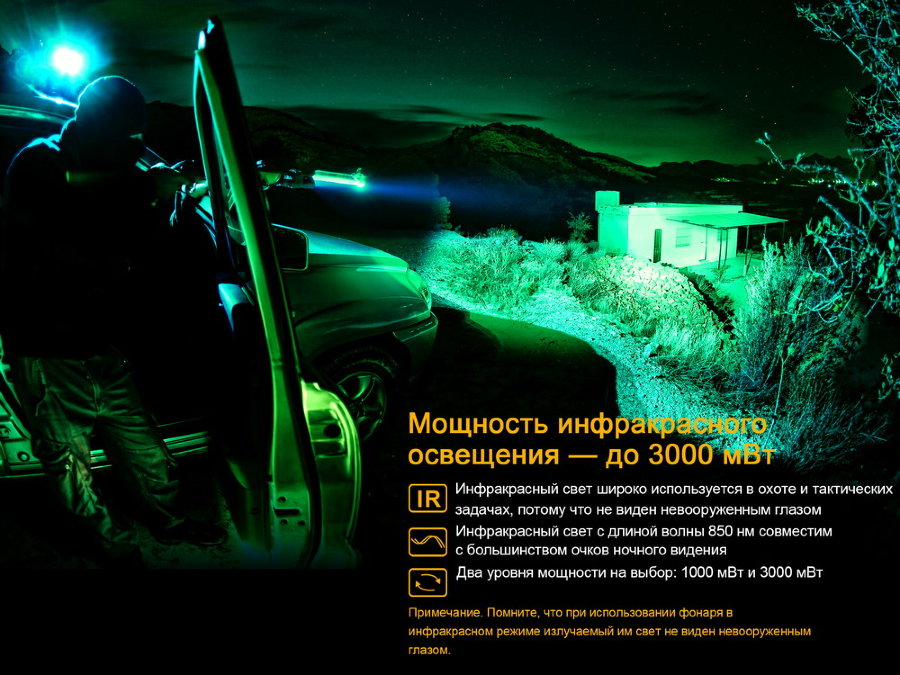 Мощность инфракрасного
освещения — до 3000 мВт
IR
Инфракрасный свет широко используется в охоте и тактических
задачах, потому что не виден невооруженным глазом
Инфракрасный свет с длиной волны 850 нм совместим
с большинством очков ночного видения
Два уровня мощности на выбор: 1000 мВт и 3000 мВт
Примечание. Помните, что при использовании фонаря в
инфракрасном режиме излучаемый им свет не виден невооруженным
глазом.